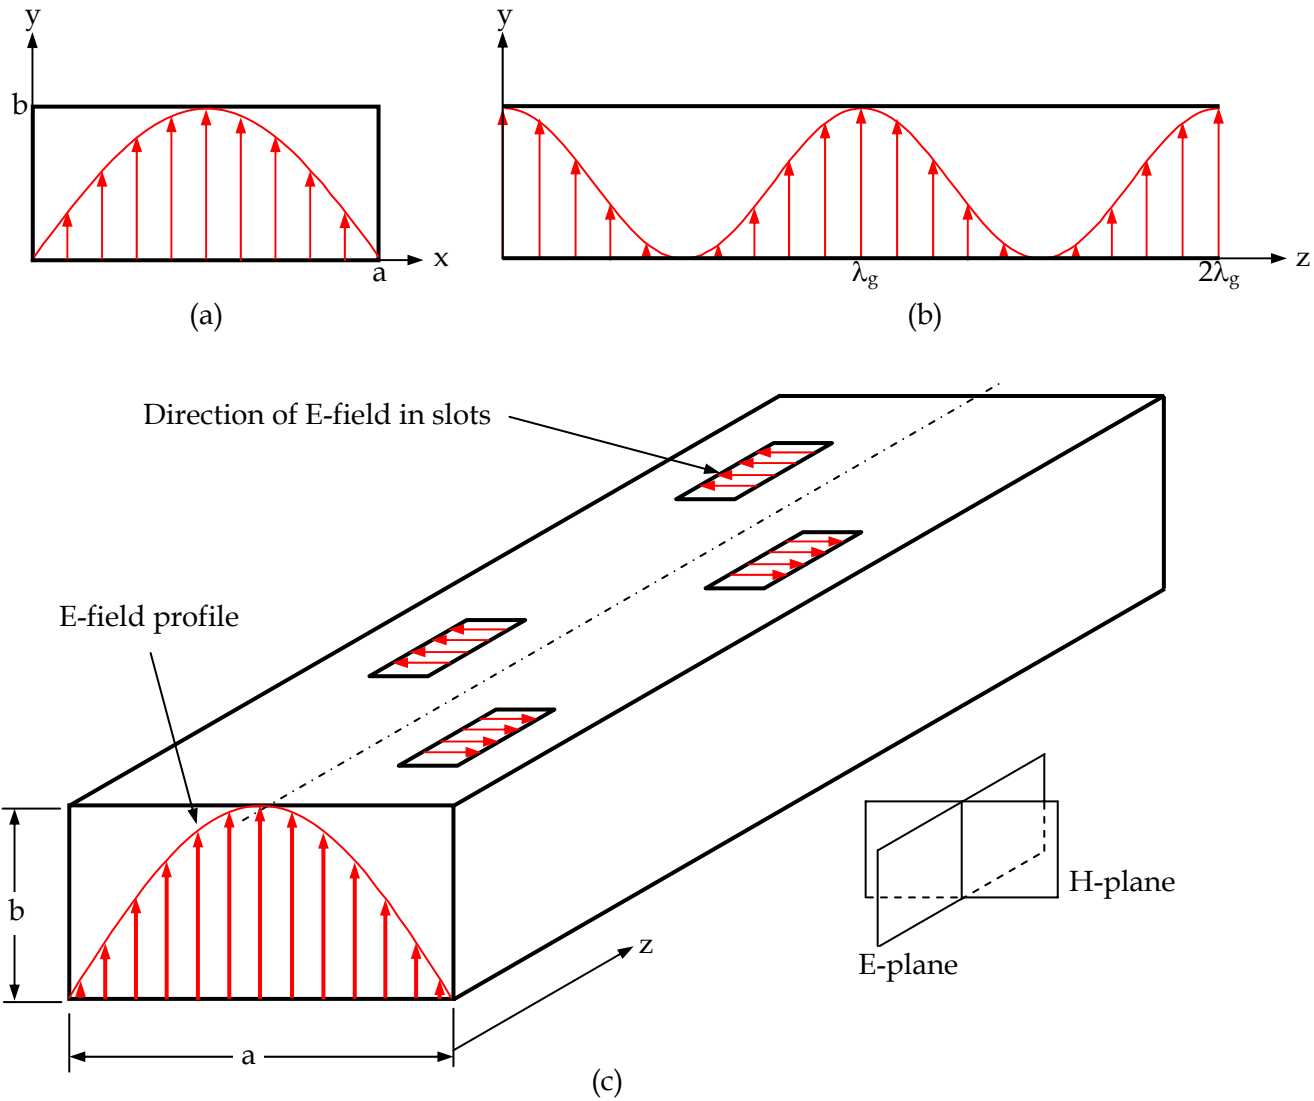 y
b
x
a
(a)
y
z
λg
2λg
(b)
Direction of E-field in slots
E-field profile
b
a
z
H-plane
E-plane
(c)